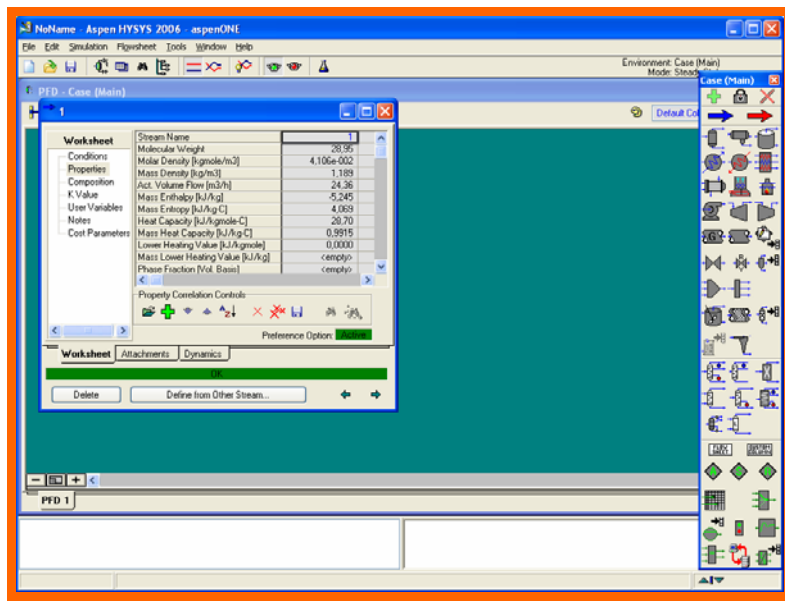 NoName - Aspen HYSYS 2006 - aspenONE
File Edit Simulation Flowsheet Tools Window Help
Environment: Case (Main)
Mode: Steady
PFD - Case (Main)
Default Col
Case (Main)
1
Worksheet
Conditions
Properties
Composition
K Value
User Variables
Notes
Cost Parameters
Stream Name 1
Molecular Weight 28,95
Molar Density [kgmole/m3] 4,106e-002
Mass Density [kg/m3] 1,189
Act. Volume Flow [m3/h] 24,36
Mass Enthalpy [kJ/kg] -5,245
Mass Entropy [kJ/kg-C] 4,069
Heat Capacity [kJ/kgmole-C] 28,70
Mass Heat Capacity [kJ/kg-C] 0,9915
Lower Heating Value [kJ/kgmole] 0,0000
Mass Lower Heating Value [kJ/kg] <empty>
Phase Fraction [Vol. Basis] <empty>
Property Correlation Controls
Preference Option: Active
Worksheet Attachments Dynamics
OK
Delete Define from Other Stream...
PFD 1